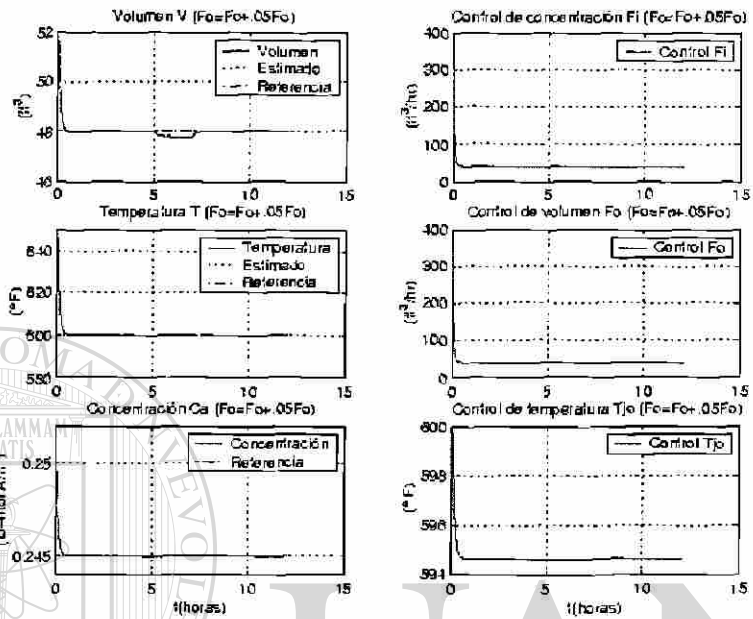 Volumen V (Fo=Fo+.05Fo)
52
50
48
46
(ft³)
0
5
10
15
Volumen
Estimado
Referencia
Control de concentración Fi (Fo=Fo+.05Fo)
400
300
200
100
0
(ft³/hr)
0
5
10
15
Control Fi
Temperatura T (Fo=Fo+.05Fo)
640
620
600
580
(°F)
0
5
10
15
Temperatura
Estimado
Referencia
Control de volumen Fo (Fo=Fo+.05Fo)
400
300
200
100
0
(ft³/hr)
0
5
10
15
Control Fo
Concentración Ca (Fo=Fo+.05Fo)
0.25
0.245
0
5
10
15
t(horas)
Concentración
Referencia
Control de temperatura Tjo (Fo=Fo+.05Fo)
600
598
596
594
(°F)
0
5
10
15
t(horas)
Control Tjo